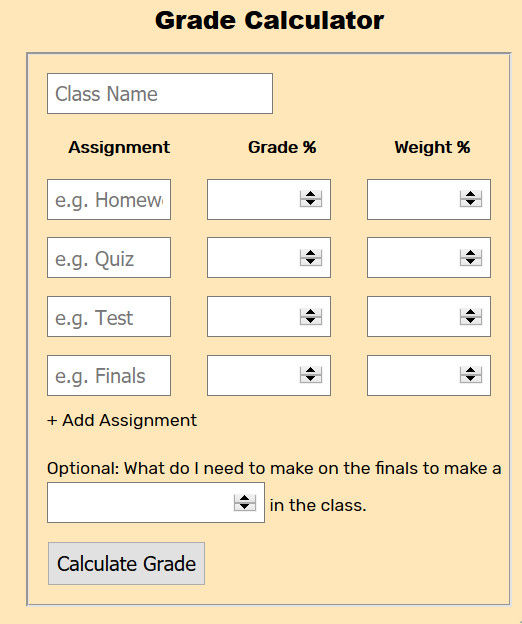 Grade Calculator
Class Name
Assignment Grade % Weight %
e.g. Homew
e.g. Quiz
e.g. Test
e.g. Finals
+ Add Assignment
Optional: What do I need to make on the finals to make a
in the class.
Calculate Grade